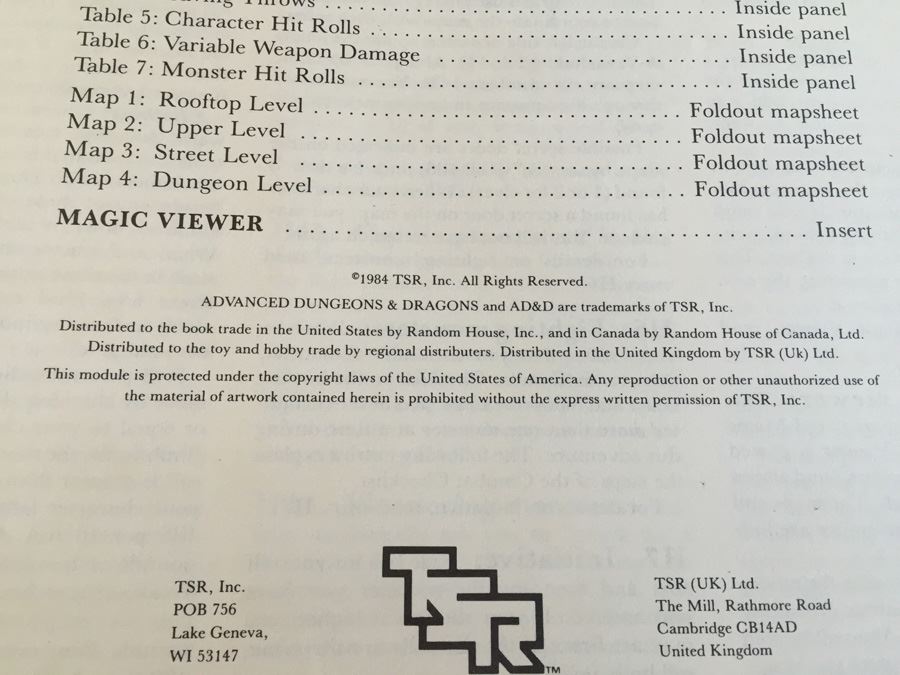 Throws . . . . . . . . . . . . . . . . . . . . . . . . . . . . . . Inside panel
Table 5: Character Hit Rolls . . . . . . . . . . . . . . . . . . . . . . . . . . . . . . Inside panel
Table 6: Variable Weapon Damage . . . . . . . . . . . . . . . . . . . . . . . . . Inside panel
Table 7: Monster Hit Rolls . . . . . . . . . . . . . . . . . . . . . . . . . . . . . . . Inside panel
Map 1: Rooftop Level . . . . . . . . . . . . . . . . . . . . . . . . . . . . . . Foldout mapsheet
Map 2: Upper Level . . . . . . . . . . . . . . . . . . . . . . . . . . . . . . Foldout mapsheet
Map 3: Street Level . . . . . . . . . . . . . . . . . . . . . . . . . . . . . . Foldout mapsheet
Map 4: Dungeon Level . . . . . . . . . . . . . . . . . . . . . . . . . . . . . Foldout mapsheet
MAGIC VIEWER . . . . . . . . . . . . . . . . . . . . . . . . . . . . . . . . . . . . . . . . Insert
©1984 TSR, Inc. All Rights Reserved.
ADVANCED DUNGEONS & DRAGONS and AD&D are trademarks of TSR, Inc.
Distributed to the book trade in the United States by Random House, Inc., and in Canada by Random House of Canada, Ltd.
Distributed to the toy and hobby trade by regional distributers. Distributed in the United Kingdom by TSR (Uk) Ltd.
This module is protected under the copyright laws of the United States of America. Any reproduction or other unauthorized use of
the material of artwork contained herein is prohibited without the express written permission of TSR, Inc.
TSR, Inc.
POB 756
Lake Geneva,
WI 53147
TSR
TM
TSR (UK) Ltd.
The Mill, Rathmore Road
Cambridge CB14AD
United Kingdom